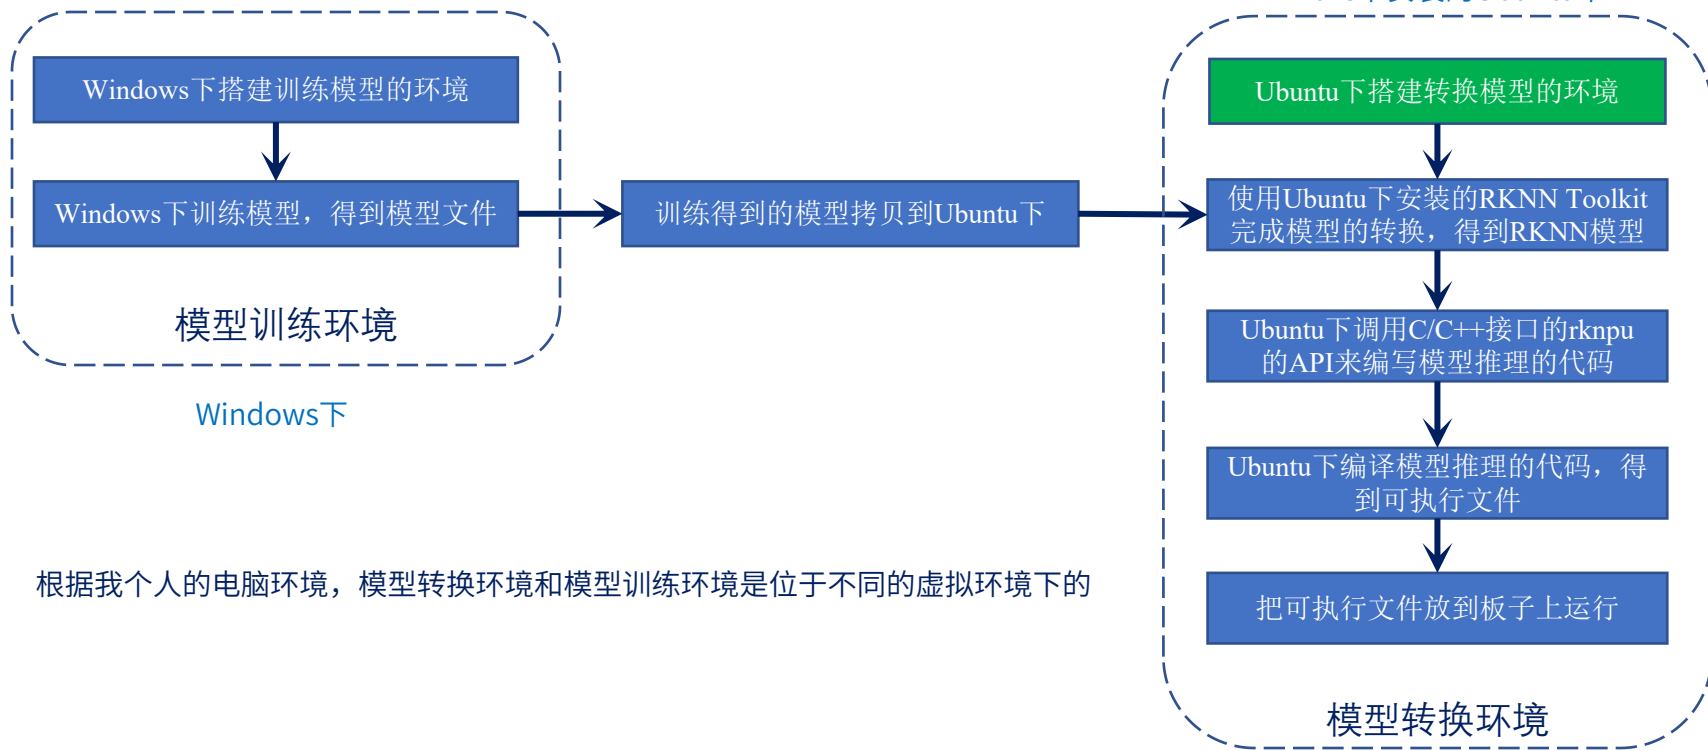 Windows下搭建训练模型的环境
Windows下训练模型，得到模型文件
模型训练环境
Windows下
训练得到的模型拷贝到Ubuntu下
Ubuntu下搭建转换模型的环境
使用Ubuntu下安装的RKNN Toolkit
完成模型的转换，得到RKNN模型
Ubuntu下调用C/C++接口的rknpu
的API来编写模型推理的代码
Ubuntu下编译模型推理的代码，得
到可执行文件
把可执行文件放到板子上运行
模型转换环境
根据我个人的电脑环境，模型转换环境和模型训练环境是位于不同的虚拟环境下的